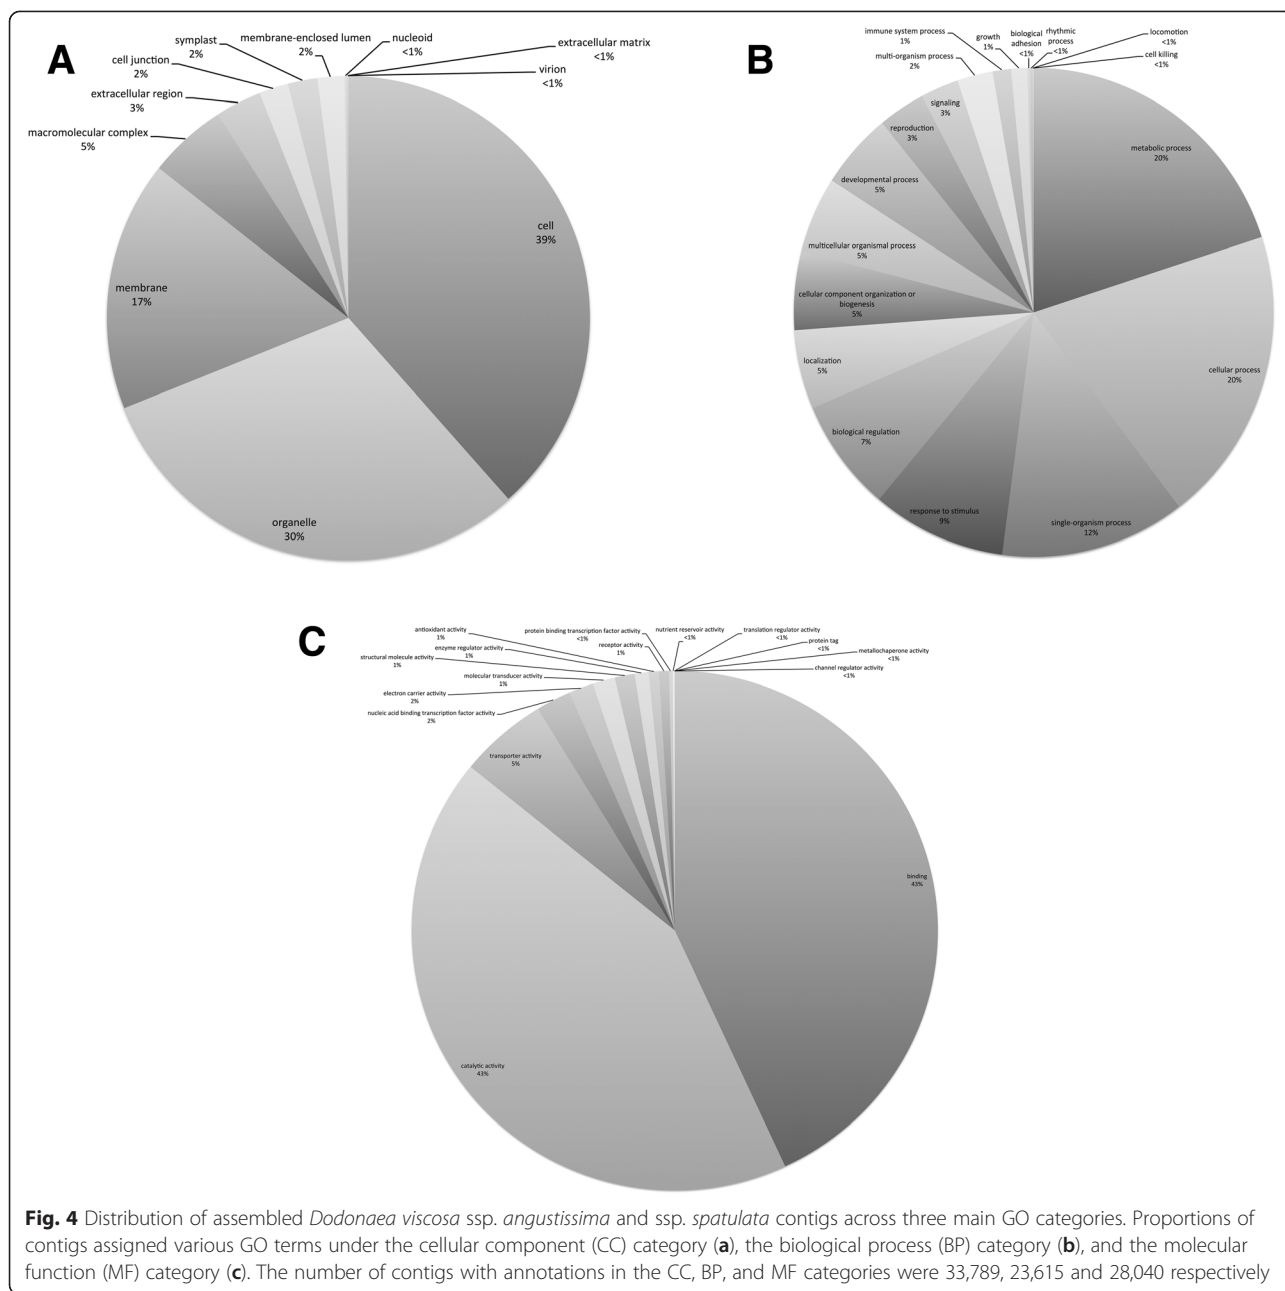 A
symplast
2%
membrane-enclosed lumen
2%
nucleoid
<1%
extracellular matrix
<1%
virion
<1%
cell junction
2%
extracellular region
3%
macromolecular complex
5%
cell
39%
membrane
17%
organelle
30%
B
immune system process
1%
growth
1%
biological
adhesion
<1%
rhythmic
process
<1%
locomotion
<1%
cell killing
<1%
multi-organism process
2%
signaling
3%
reproduction
3%
metabolic process
20%
developmental process
5%
multicellular organismal process
5%
cellular component organization or
biogenesis
5%
localization
5%
cellular process
20%
biological regulation
7%
response to stimulus
9%
single-organism process
12%
C
antioxidant activity
1%
protein binding transcription factor activity
<1%
nutrient reservoir activity
<1%
translation regulator activity
<1%
enzyme regulator activity
1%
receptor activity
1%
protein tag
<1%
structural molecule activity
1%
metallochaperone activity
<1%
molecular transducer activity
1%
channel regulator activity
<1%
electron carrier activity
2%
nucleic acid binding transcription factor activity
2%
transporter activity
5%
binding
43%
catalytic activity
43%
Fig. 4 Distribution of assembled Dodonaea viscosa ssp. angustissima and ssp. spatulata contigs across three main GO categories. Proportions of
contigs assigned various GO terms under the cellular component (CC) category (a), the biological process (BP) category (b), and the molecular
function (MF) category (c). The number of contigs with annotations in the CC, BP, and MF categories were 33,789, 23,615 and 28,040 respectively